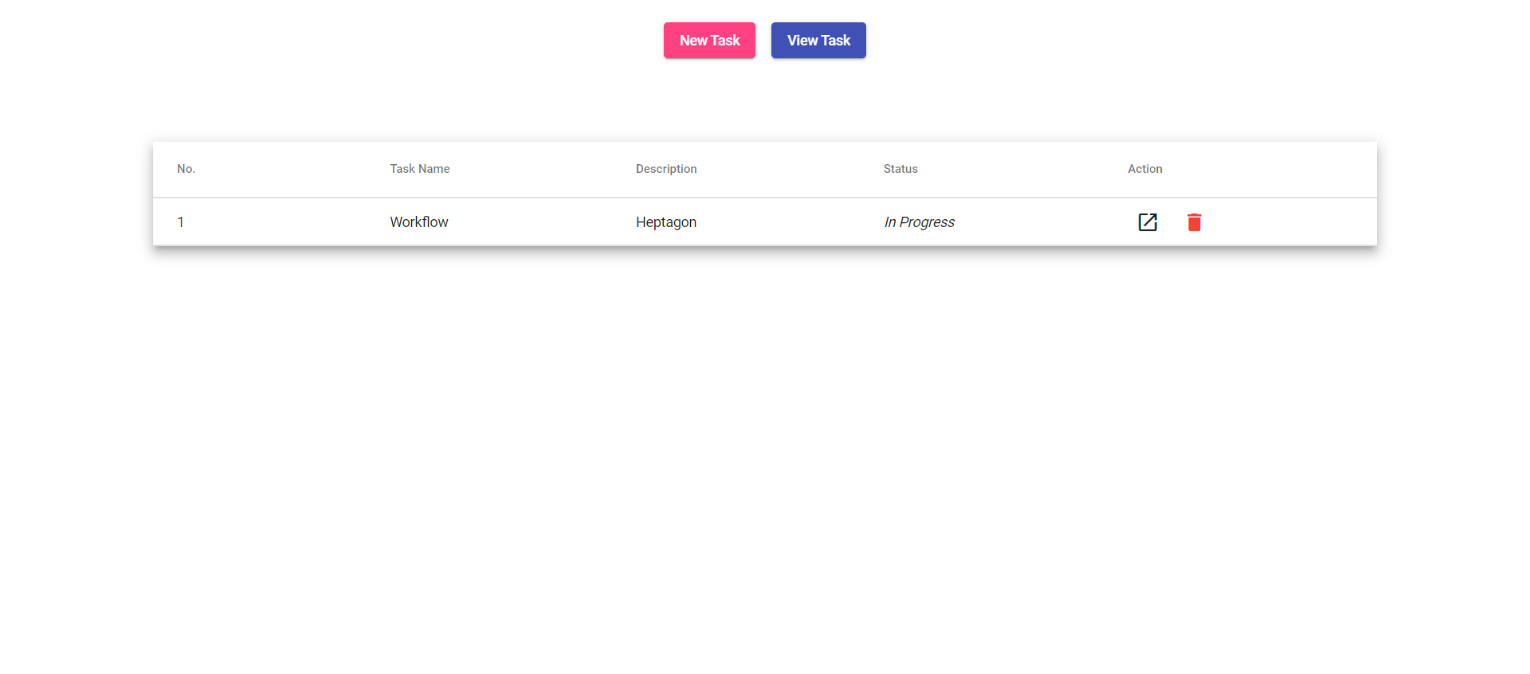 New Task View Task
No. Task Name Description Status Action
1 Workflow Heptagon In Progress